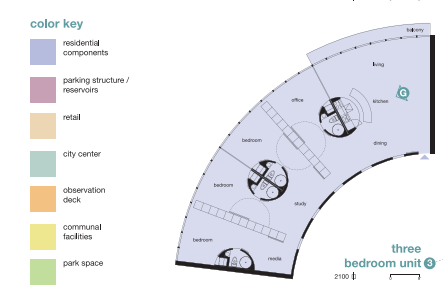 color key
residential
components
parking structure /
reservoirs
retail
city center
observation
deck
communal
facilities
park space
balcony
living
office
kitchen
G
bedroom
dining
bedroom
study
bedroom
media
three
bedroom unit 3
2100